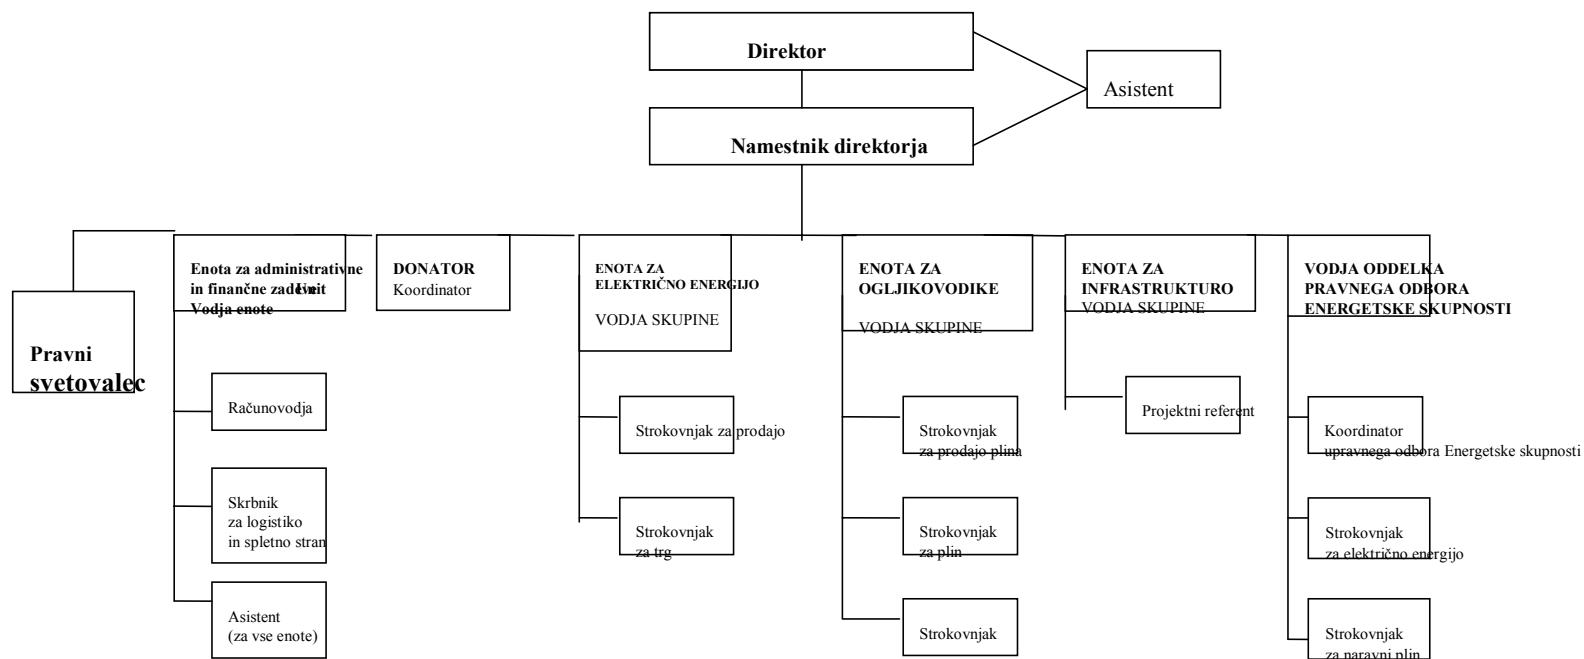 Direktor
Asistent
Namestnik direktorja
Pravni
svetovalec
Enota za administrativne
in finančne zadeve
Vodja enote
Računovodja
Skrbnik
za logistiko
in spletno stran
Asistent
(za vse enote)
DONATOR
Koordinator
ENOTA ZA
ELEKTRIČNO ENERGIJO
VODJA SKUPINE
Strokovnjak za prodajo
Strokovnjak
za trg
ENOTA ZA
OGLJIKOVODIKE
VODJA SKUPINE
Strokovnjak
za prodajo plina
Strokovnjak
za plin
Strokovnjak
ENOTA ZA
INFRASTRUKTURO
VODJA SKUPINE
Projektni referent
VODJA ODDELKA
PRAVNEGA ODBORA
ENERGETSKE SKUPNOSTI
Koordinator
upravnega odbora Energetske skupnosti
Strokovnjak
za električno energijo
Strokovnjak
za naravni plin